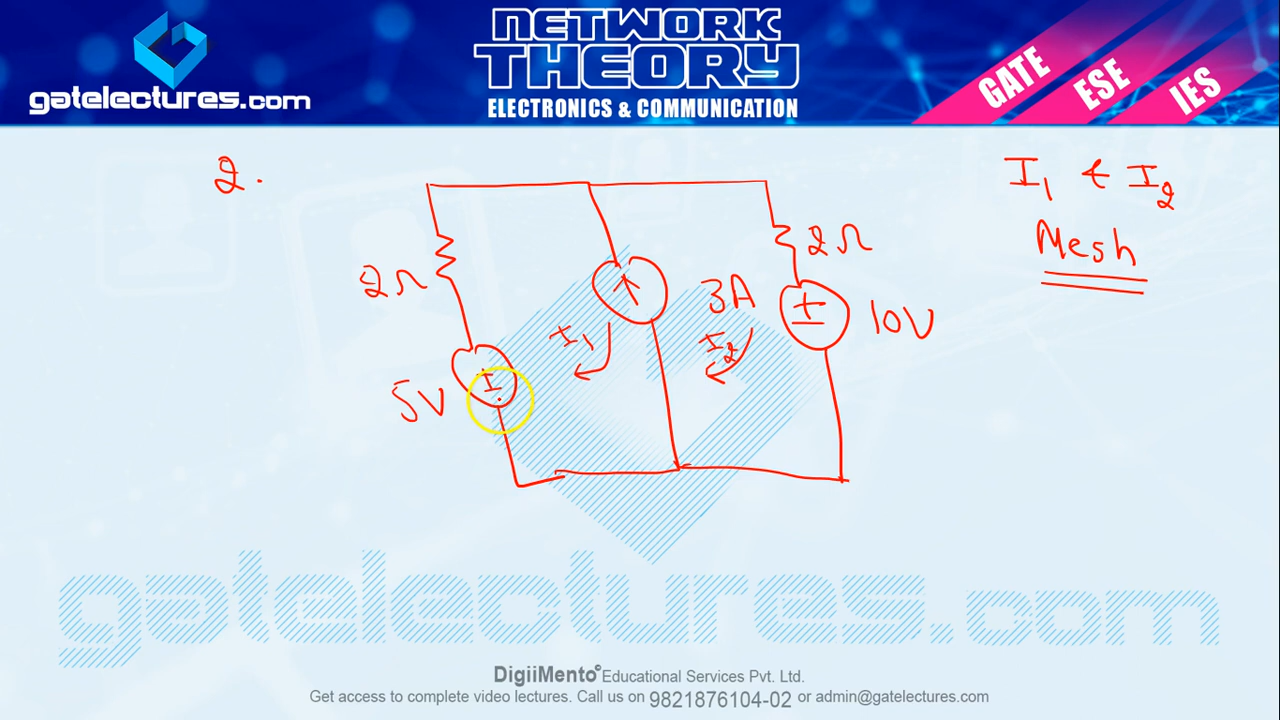 gatelectures.com
NETWORK
THEORY
ELECTRONICS & COMMUNICATION
GATE
ESE
IES
2.
I1 & I2
Mesh
2Ω
2Ω
3A
10V
I1
I2
5V
gatelectures.com
DigiiMento© Educational Services Pvt. Ltd.
Get access to complete video lectures. Call us on 9821876104-02 or admin@gatelectures.com